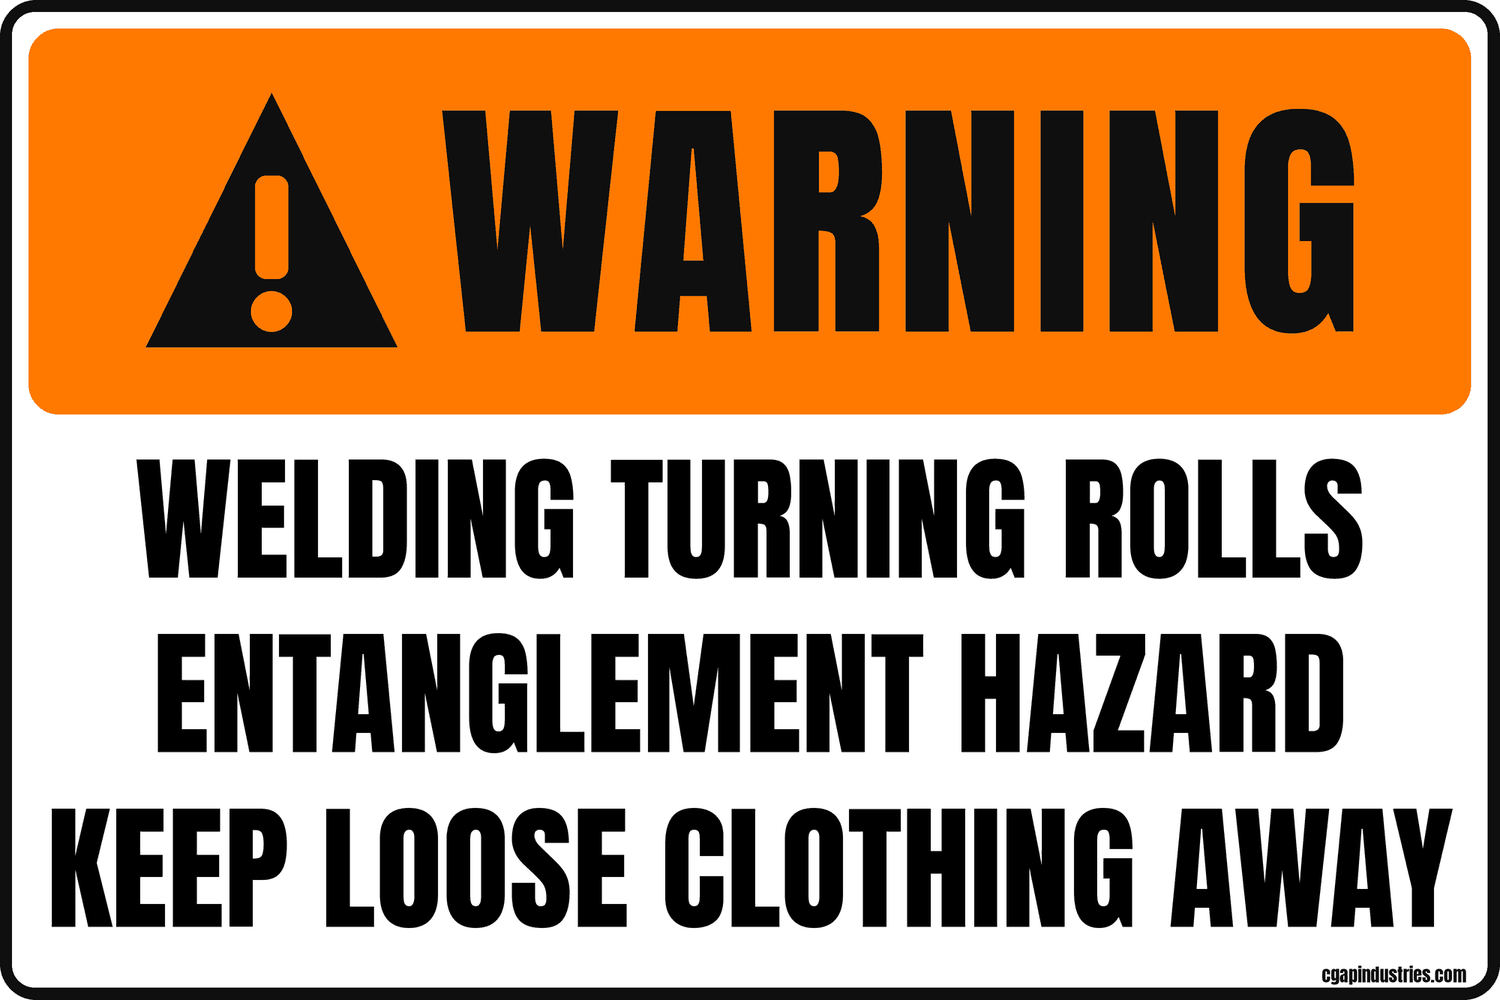 WARNING
WELDING TURNING ROLLS
ENTANGLEMENT HAZARD
KEEP LOOSE CLOTHING AWAY
cgapindustries.com